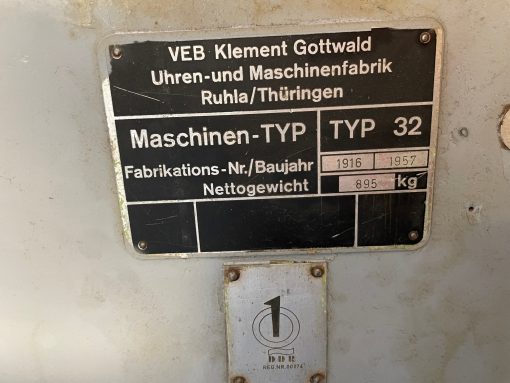 VEB Klement Gottwald
Uhren-und Maschinenfabrik
Ruhla/Thüringen
Maschinen-TYP TYP 32
Fabrikations-Nr./Baujahr 1916 1957
Nettogewicht 895 kg
1
DDR